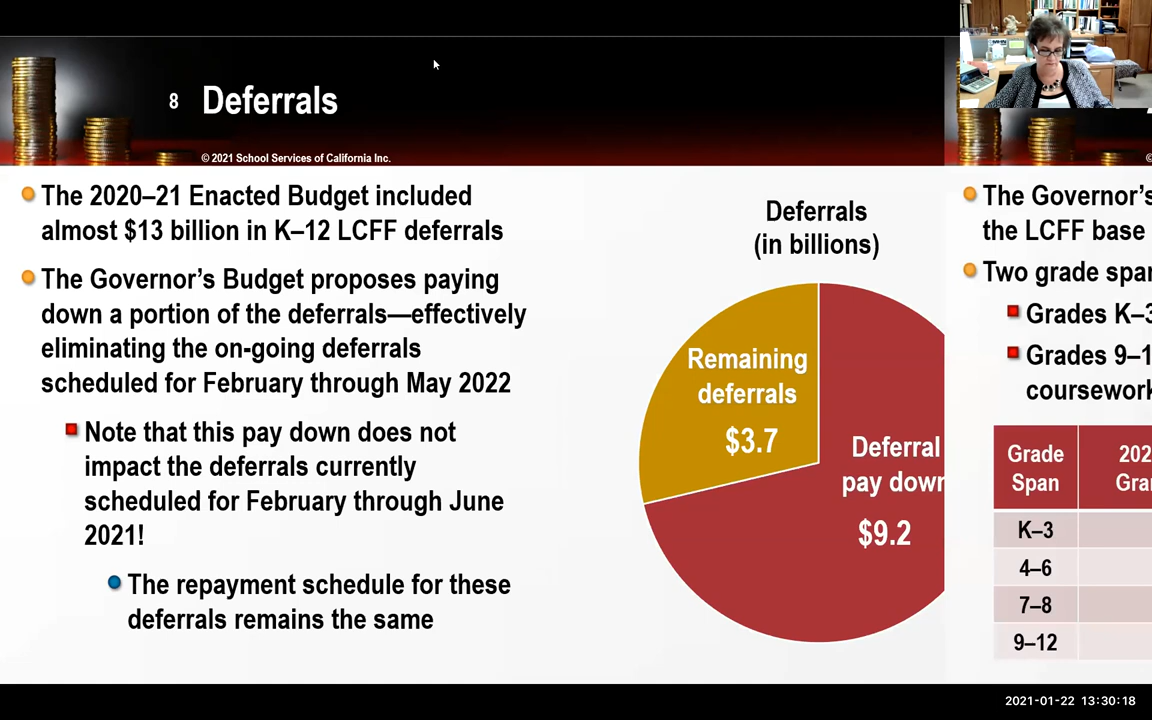 8 Deferrals
© 2021 School Services of California Inc.
The 2020–21 Enacted Budget included
almost $13 billion in K–12 LCFF deferrals
The Governor's Budget proposes paying
down a portion of the deferrals—effectively
eliminating the on-going deferrals
scheduled for February through May 2022
Note that this pay down does not
impact the deferrals currently
scheduled for February through June
2021!
The repayment schedule for these
deferrals remains the same
Deferrals
(in billions)
Remaining
deferrals
$3.7
Deferral
pay down
$9.2
The Governor's
the LCFF base
Two grade
Grades K–3
Grades
Grade
Span
K–3
4–6
7–8
9–12
2021-01-22 13:30:18